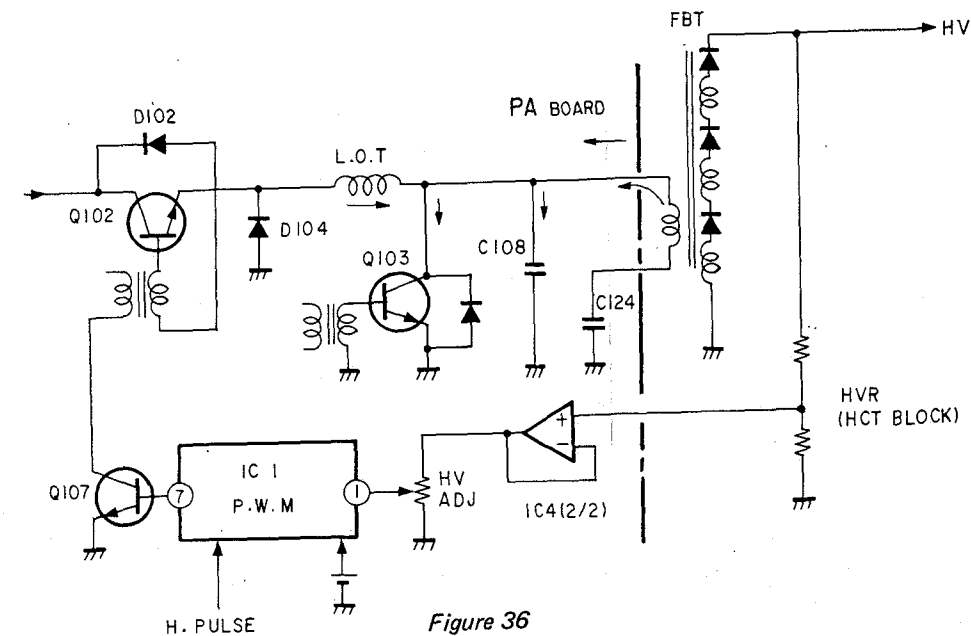 FBT
HV
PA BOARD
D102
L.O.T
Q102
D104
Q103
C108
C124
HVR
(HCT BLOCK)
+
−
IC4(2/2)
HV
ADJ
IC 1
P.W.M
7
1
Q107
H. PULSE
Figure 36